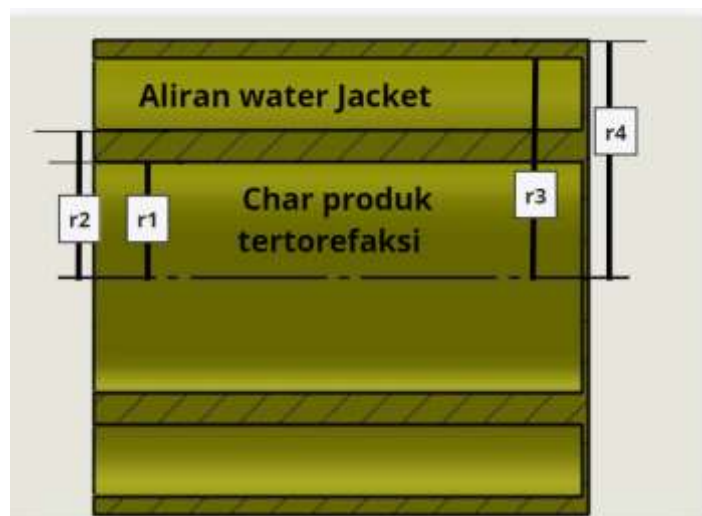 Aliran water Jacket
r4
r3
Char produk
tertorefaksi
r2
r1